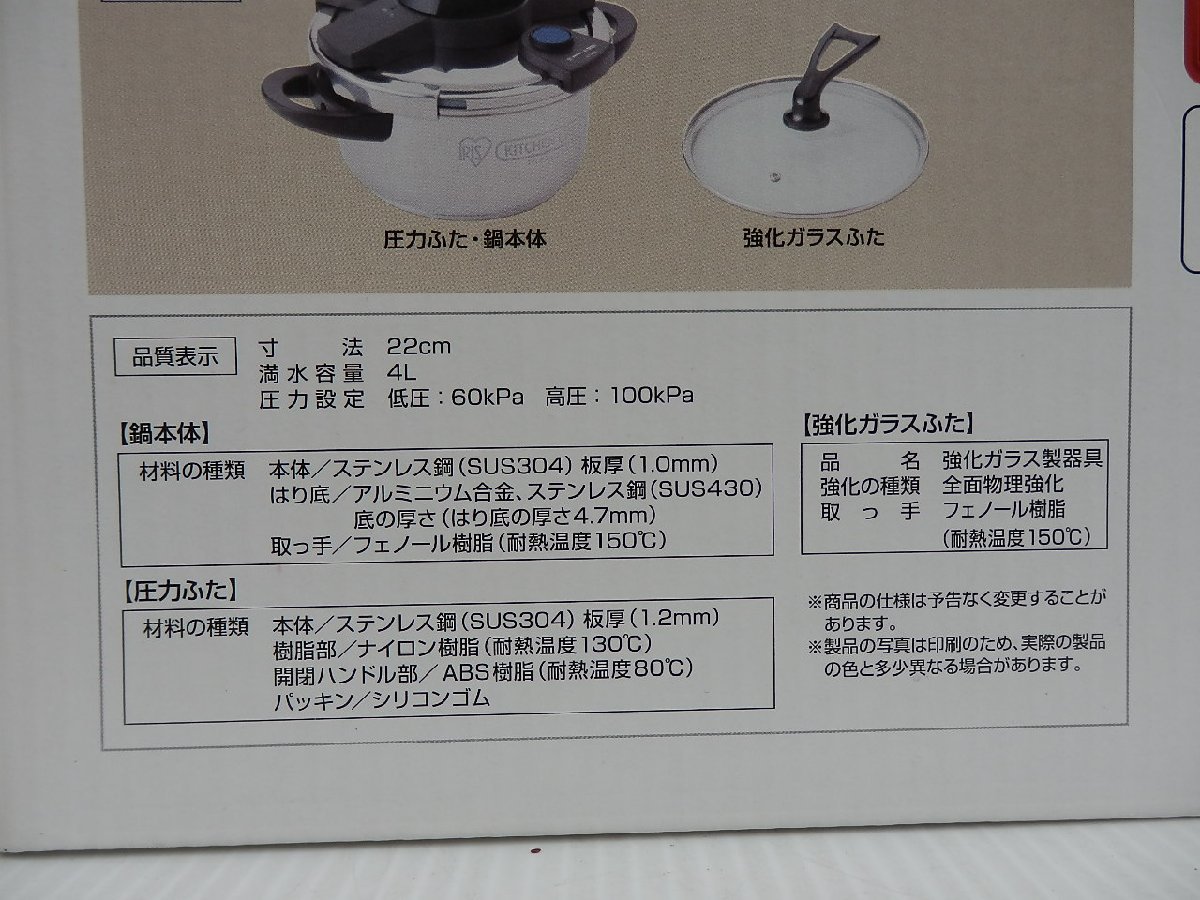 IRIS KITCHEN
圧力ふた・鍋本体
強化ガラスふた
品質表示
寸法 22cm
満水容量 4L
圧力設定 低圧：60kPa 高圧：100kPa
【鍋本体】
材料の種類 本体／ステンレス鋼（SUS304）板厚（1.0mm）
はり底／アルミニウム合金、ステンレス鋼（SUS430）
底の厚さ（はり底の厚さ4.7mm）
取っ手／フェノール樹脂（耐熱温度150℃）
【圧力ふた】
材料の種類 本体／ステンレス鋼（SUS304）板厚（1.2mm）
樹脂部／ナイロン樹脂（耐熱温度130℃）
開閉ハンドル部／ABS樹脂（耐熱温度80℃）
パッキン／シリコンゴム
【強化ガラスふた】
品名 強化ガラス製器具
強化の種類 全面物理強化
取っ手 フェノール樹脂
（耐熱温度150℃）
※商品の仕様は予告なく変更することが
あります。
※製品の写真は印刷のため、実際の製品
の色と多少異なる場合があります。